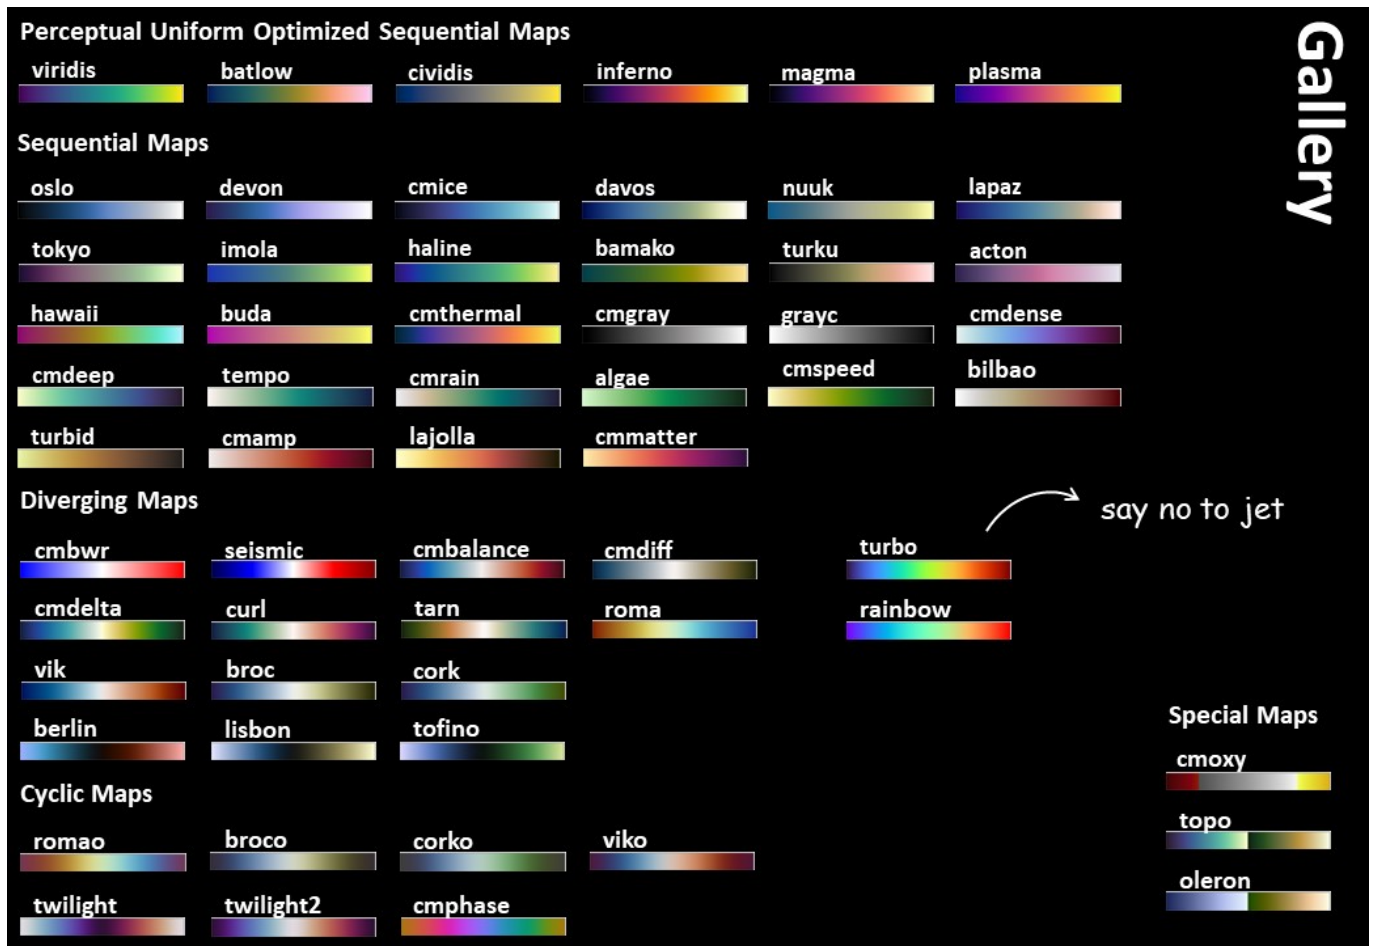 Gallery
Perceptual Uniform Optimized Sequential Maps
viridis batlow cividis inferno magma plasma
Sequential Maps
oslo devon cmice davos nuuk lapaz
tokyo imola haline bamako turku acton
hawaii buda cmthermal cmgray grayc cmdense
cmdeep tempo cmrain algae cmspeed bilbao
turbid cmamp lajolla cmmatter
Diverging Maps
say no to jet
cmbwr seismic cmbalance cmdiff turbo
cmdelta curl tarn roma rainbow
vik broc cork
berlin lisbon tofino
Cyclic Maps
romao broco corko viko
twilight twilight2 cmphase
Special Maps
cmoxy
topo
oleron